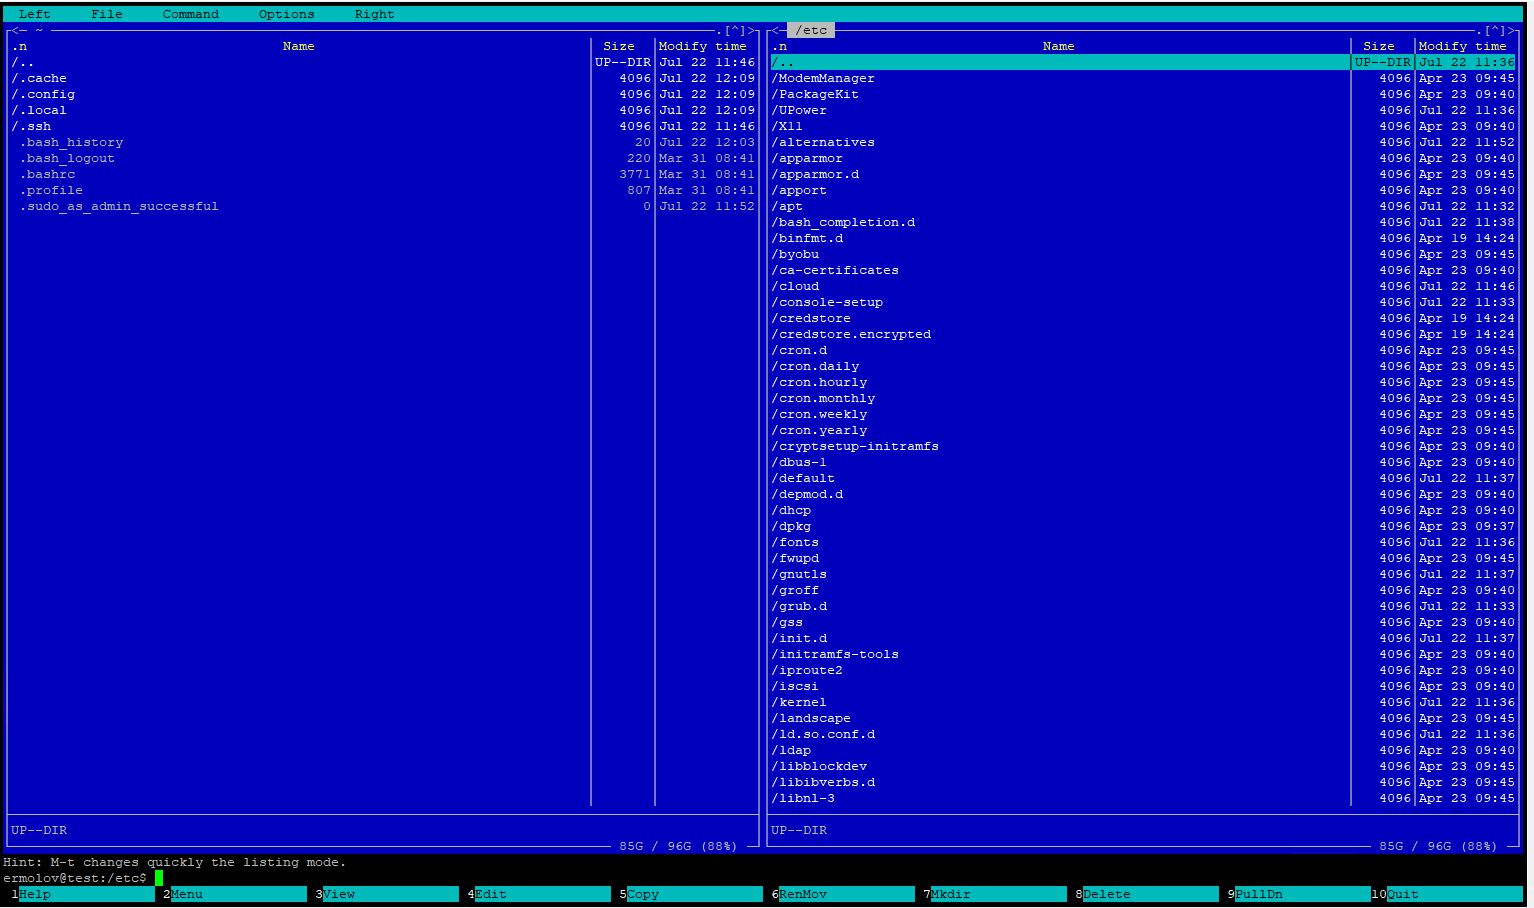 Left File Command Options Right
<─ ~ .[^]> <─ /etc .[^]>
.n Name Size Modify time .n Name Size Modify time
/.. UP--DIR Jul 22 11:46 /.. UP--DIR Jul 22 11:36
/.cache 4096 Jul 22 12:09 /ModemManager 4096 Apr 23 09:45
/.config 4096 Jul 22 12:09 /PackageKit 4096 Apr 23 09:40
/.local 4096 Jul 22 12:09 /UPower 4096 Jul 22 11:36
/.ssh 4096 Jul 22 11:46 /X11 4096 Apr 23 09:40
.bash_history 20 Jul 22 12:03 /alternatives 4096 Jul 22 11:52
.bash_logout 220 Mar 31 08:41 /apparmor 4096 Apr 23 09:40
.bashrc 3771 Mar 31 08:41 /apparmor.d 4096 Apr 23 09:45
.profile 807 Mar 31 08:41 /apport 4096 Apr 23 09:40
.sudo_as_admin_successful 0 Jul 22 11:52 /apt 4096 Jul 22 11:32
/bash_completion.d 4096 Jul 22 11:38
/binfmt.d 4096 Apr 19 14:24
/byobu 4096 Apr 23 09:45
/ca-certificates 4096 Apr 23 09:40
/cloud 4096 Jul 22 11:46
/console-setup 4096 Jul 22 11:33
/credstore 4096 Apr 19 14:24
/credstore.encrypted 4096 Apr 19 14:24
/cron.d 4096 Apr 23 09:45
/cron.daily 4096 Apr 23 09:45
/cron.hourly 4096 Apr 23 09:45
/cron.monthly 4096 Apr 23 09:45
/cron.weekly 4096 Apr 23 09:45
/cron.yearly 4096 Apr 23 09:45
/cryptsetup-initramfs 4096 Apr 23 09:40
/dbus-1 4096 Apr 23 09:40
/default 4096 Jul 22 11:37
/depmod.d 4096 Apr 23 09:40
/dhcp 4096 Apr 23 09:40
/dpkg 4096 Apr 23 09:37
/fonts 4096 Jul 22 11:36
/fwupd 4096 Apr 23 09:45
/gnutls 4096 Jul 22 11:37
/groff 4096 Apr 23 09:40
/grub.d 4096 Jul 22 11:33
/gss 4096 Apr 23 09:40
/init.d 4096 Jul 22 11:37
/initramfs-tools 4096 Apr 23 09:40
/iproute2 4096 Apr 23 09:40
/iscsi 4096 Apr 23 09:40
/kernel 4096 Jul 22 11:36
/landscape 4096 Apr 23 09:45
/ld.so.conf.d 4096 Jul 22 11:36
/ldap 4096 Apr 23 09:40
/libblockdev 4096 Apr 23 09:45
/libibverbs.d 4096 Apr 23 09:45
/libnl-3 4096 Apr 23 09:45
UP--DIR UP--DIR
85G / 96G (88%) 85G / 96G (88%)
Hint: M-t changes quickly the listing mode.
ermolov@test:/etc$
1Help 2Menu 3View 4Edit 5Copy 6RenMov 7Mkdir 8Delete 9PullDn 10Quit